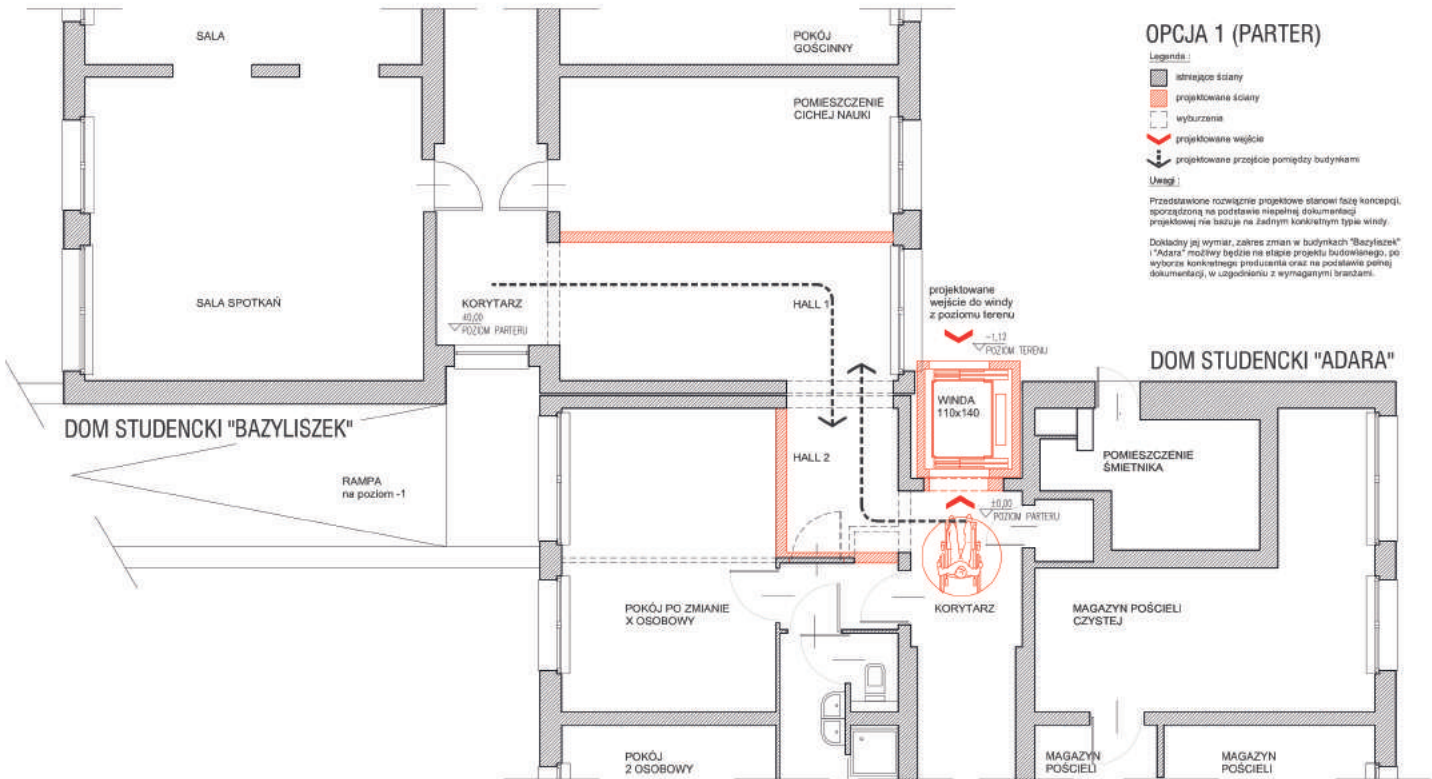 SALA
POKÓJ
GOŚCINNY
POMIESZCZENIE
CICHEJ NAUKI
OPCJA 1 (PARTER)
Legenda :
istniejące ściany
projektowane ściany
wyburzenie
projektowane wejście
projektowane przejście pomiędzy budynkami
Uwagi :
Przedstawione rozwiąznie projektowe stanowi fazę koncepcji,
sporządzoną na podstawie niepełnej dokumentacji
projektowej nie bazuje na żadnym konkretnym typie windy.
Dokładny jej wymiar, zakres zmian w budynkach "Bazyliszek"
i "Adara" możliwy będzie na etapie projektu budowlanego, po
wyborze konkretnego producenta oraz na podstawie pełnej
dokumentacji, w uzgodnieniu z wymaganymi branżami.
SALA SPOTKAŃ
KORYTARZ
±0,00
POZIOM PARTERU
HALL 1
projektowane
wejście do windy
z poziomu terenu
-1,12
POZIOM TERENU
DOM STUDENCKI "ADARA"
WINDA
110x140
DOM STUDENCKI "BAZYLISZEK"
HALL 2
POMIESZCZENIE
ŚMIETNIKA
RAMPA
na poziom -1
±0,00
POZIOM PARTERU
POKÓJ PO ZMIANIE
X OSOBOWY
KORYTARZ
MAGAZYN POŚCIELI
CZYSTEJ
POKÓJ
2 OSOBOWY
MAGAZYN
POŚCIELI
MAGAZYN
POŚCIELI